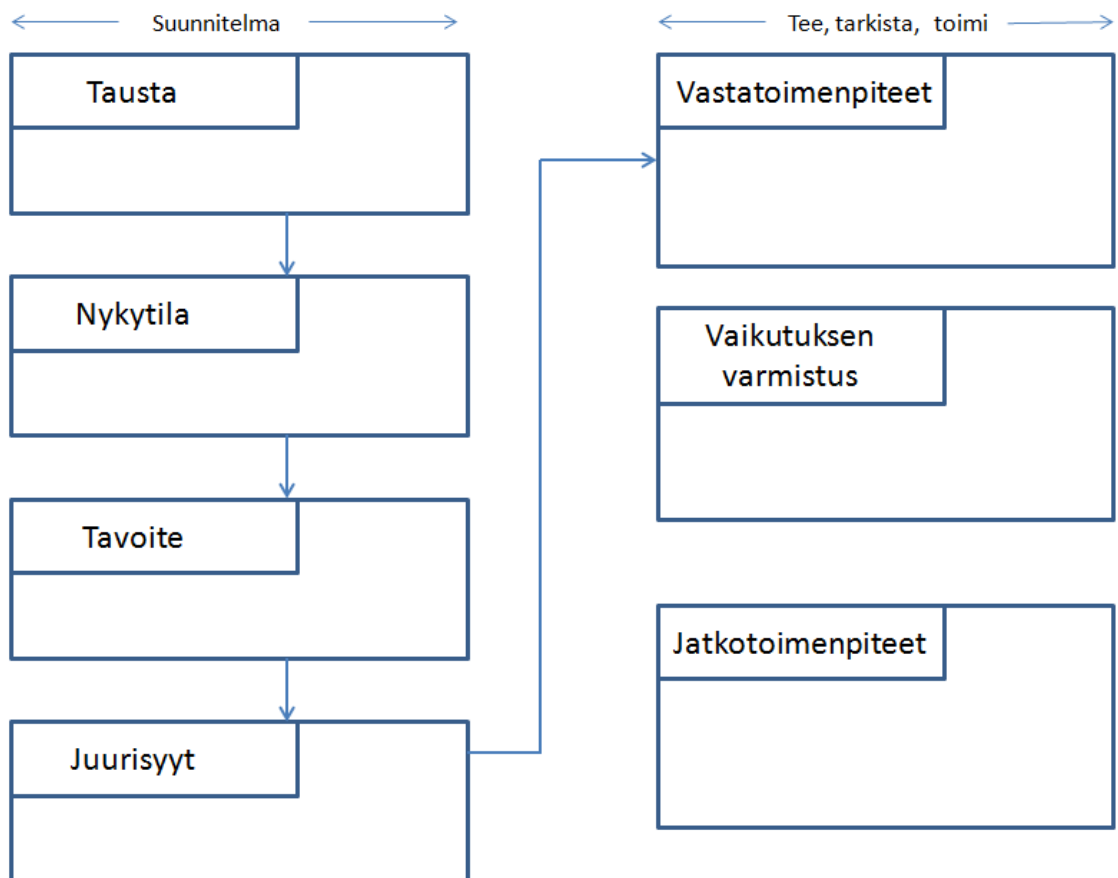 Suunnitelma
Tausta
Nykytila
Tavoite
Juurisyyt
Tee, tarkista, toimi
Vastatoimenpiteet
Vaikutuksen
varmistus
Jatkotoimenpiteet